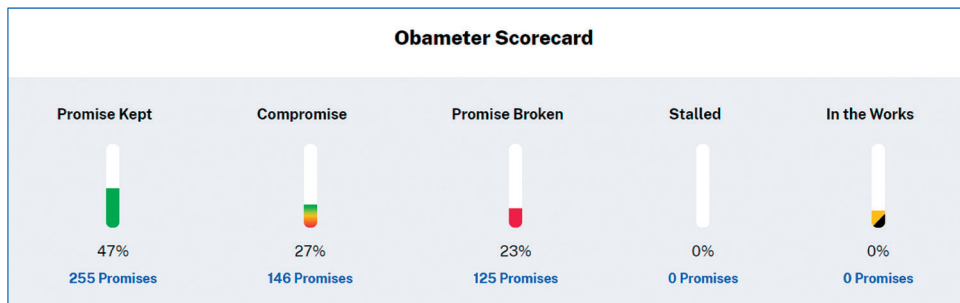 Obameter Scorecard
Promise Kept
47%
255 Promises
Compromise
27%
146 Promises
Promise Broken
23%
125 Promises
Stalled
0%
0 Promises
In the Works
0%
0 Promises